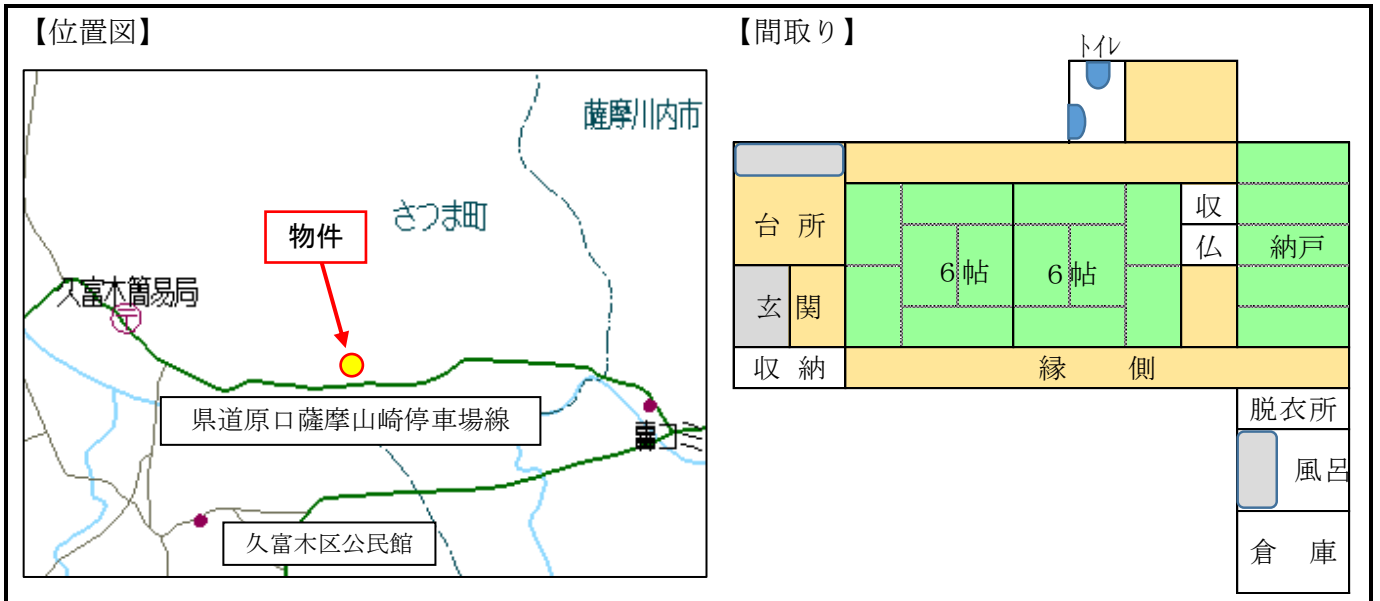 【位置図】
薩摩川内市
さつま町
物件
久富木簡易局
県道原口薩摩山崎停車場線
久富木区公民館
【間取り】
トイレ
台所
収
仏
納戸
6帖
6帖
玄関
収納
縁側
脱衣所
風呂
倉庫